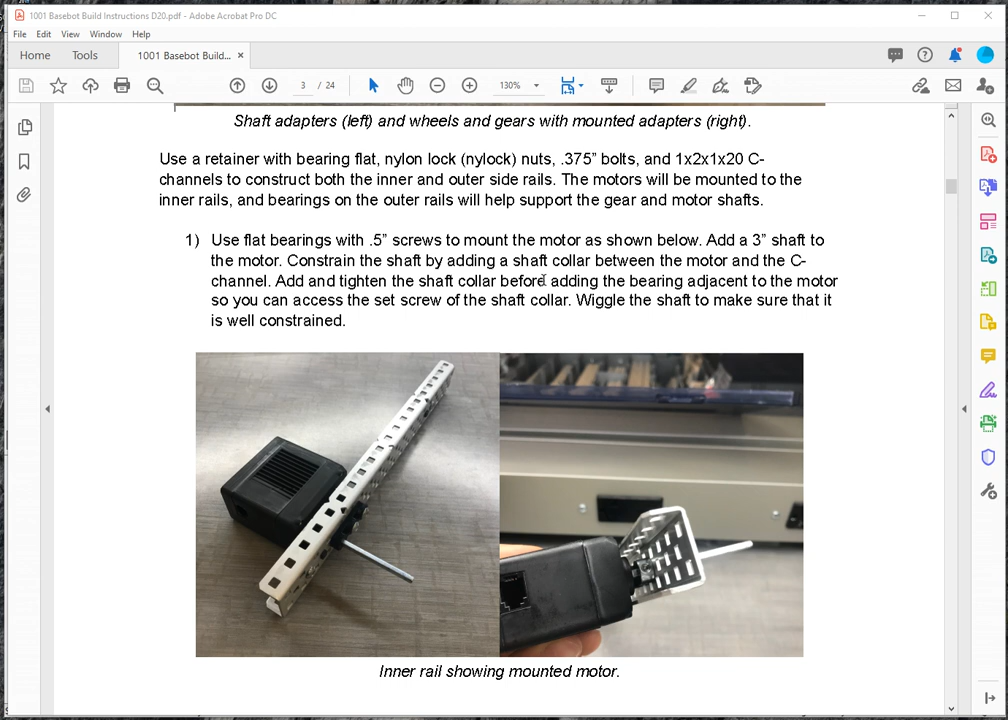 1001 Basebot Build Instructions D20.pdf - Adobe Acrobat Pro DC
File Edit View Window Help
Home Tools 1001 Basebot Build... ×
3 / 24 130%
Shaft adapters (left) and wheels and gears with mounted adapters (right).
Use a retainer with bearing flat, nylon lock (nylock) nuts, .375” bolts, and 1x2x1x20 C-
channels to construct both the inner and outer side rails. The motors will be mounted to the
inner rails, and bearings on the outer rails will help support the gear and motor shafts.
1) Use flat bearings with .5” screws to mount the motor as shown below. Add a 3” shaft to
the motor. Constrain the shaft by adding a shaft collar between the motor and the C-
channel. Add and tighten the shaft collar before adding the bearing adjacent to the motor
so you can access the set screw of the shaft collar. Wiggle the shaft to make sure that it
is well constrained.
Inner rail showing mounted motor.